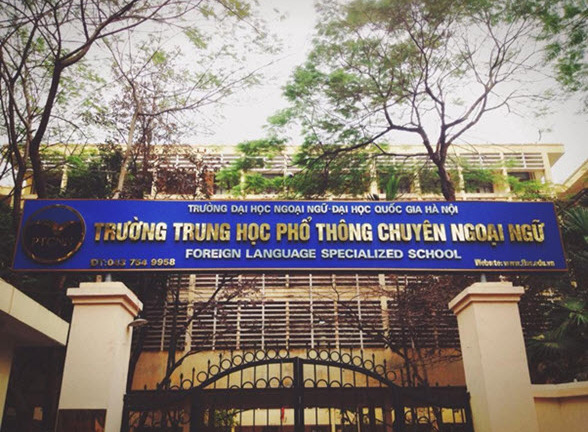 TRƯỜNG ĐẠI HỌC NGOẠI NGỮ-ĐẠI HỌC QUỐC GIA HÀ NỘI
TRƯỜNG TRUNG HỌC PHỔ THÔNG CHUYÊN NGOẠI NGỮ
FOREIGN LANGUAGE SPECIALIZED SCHOOL
ĐT: 043 754 9958